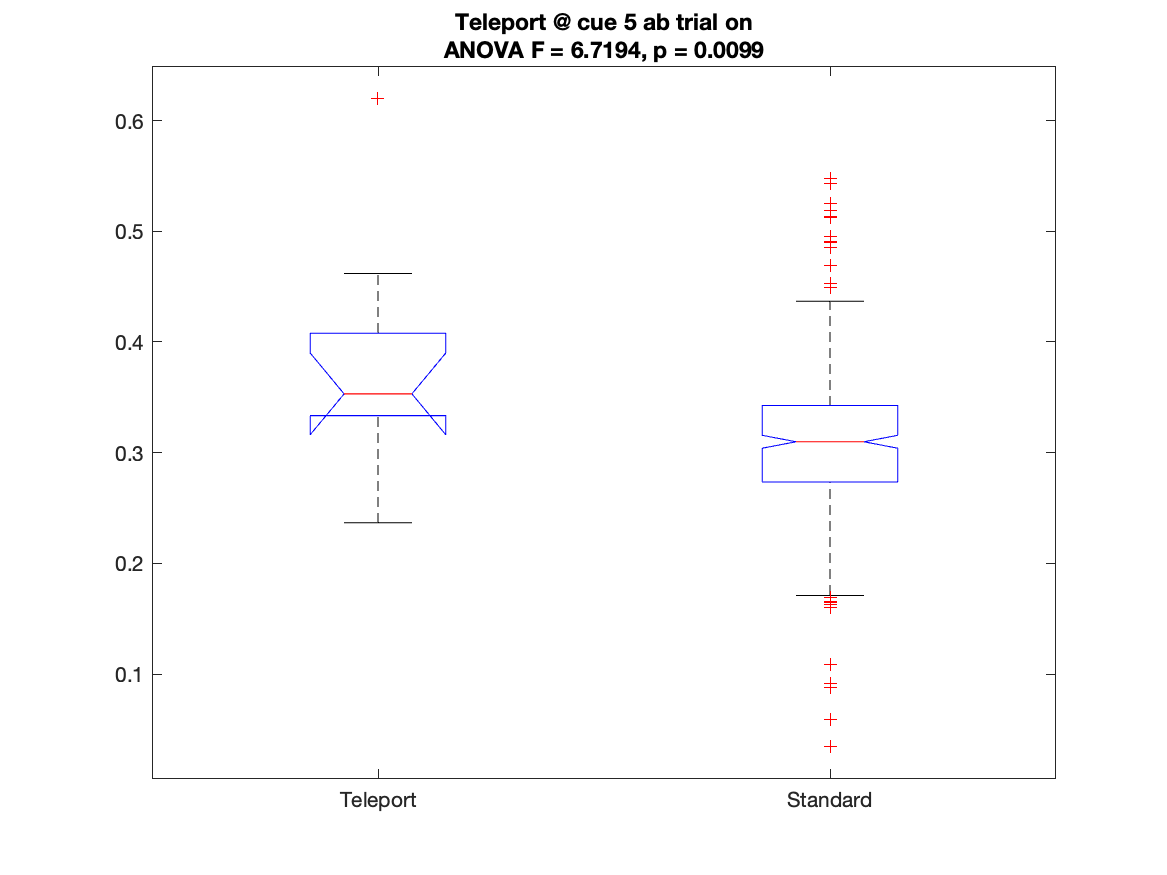 Teleport @ cue 5 ab trial on
ANOVA F = 6.7194, p = 0.0099
0.6
0.5
0.4
0.3
0.2
0.1
Teleport
Standard